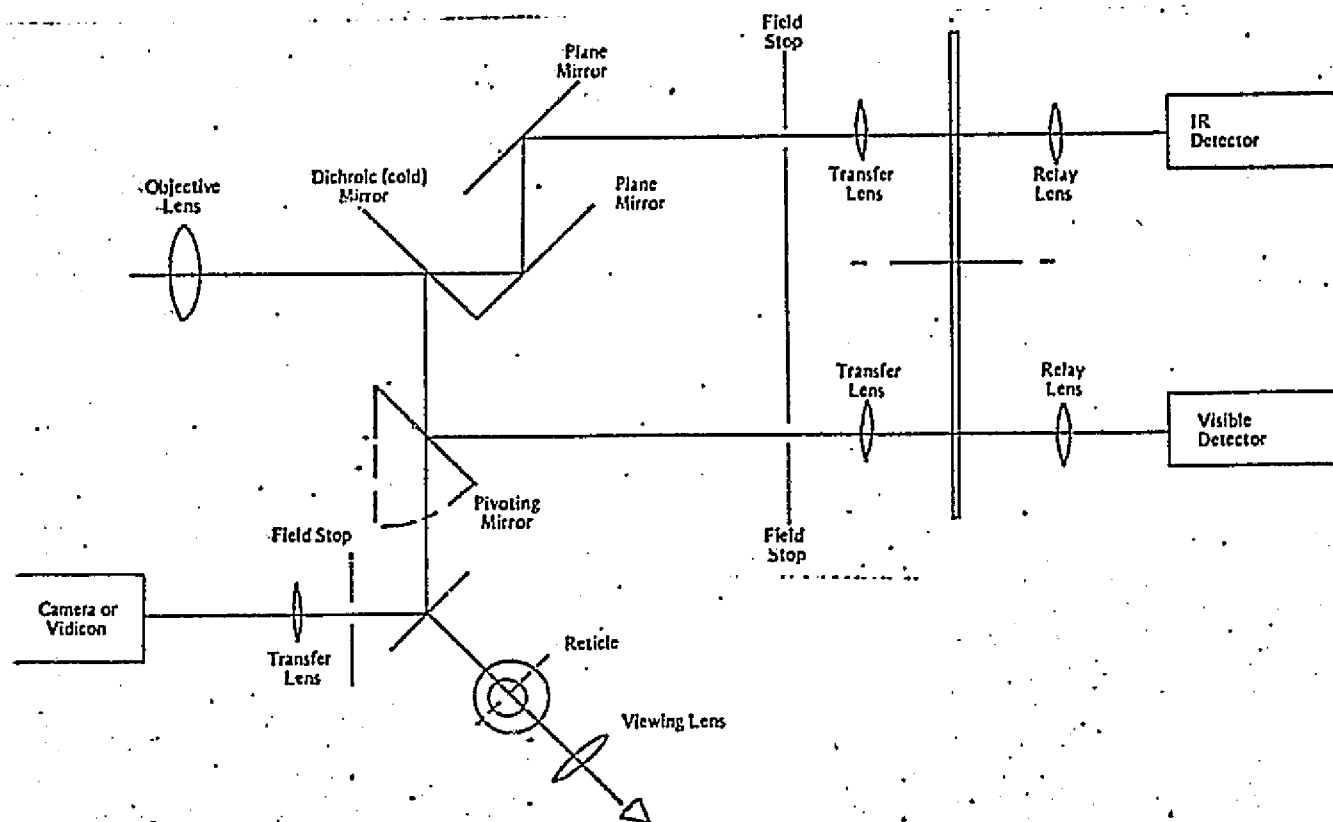 Field
Stop
Plane
Mirror
IR
Detector
Objective
Lens
Dichroic (cold)
Mirror
Plane
Mirror
Transfer
Lens
Relay
Lens
Transfer
Lens
Relay
Lens
Visible
Detector
Pivoting
Mirror
Field Stop
Field
Stop
Camera or
Vidicon
Transfer
Lens
Reticle
Viewing Lens